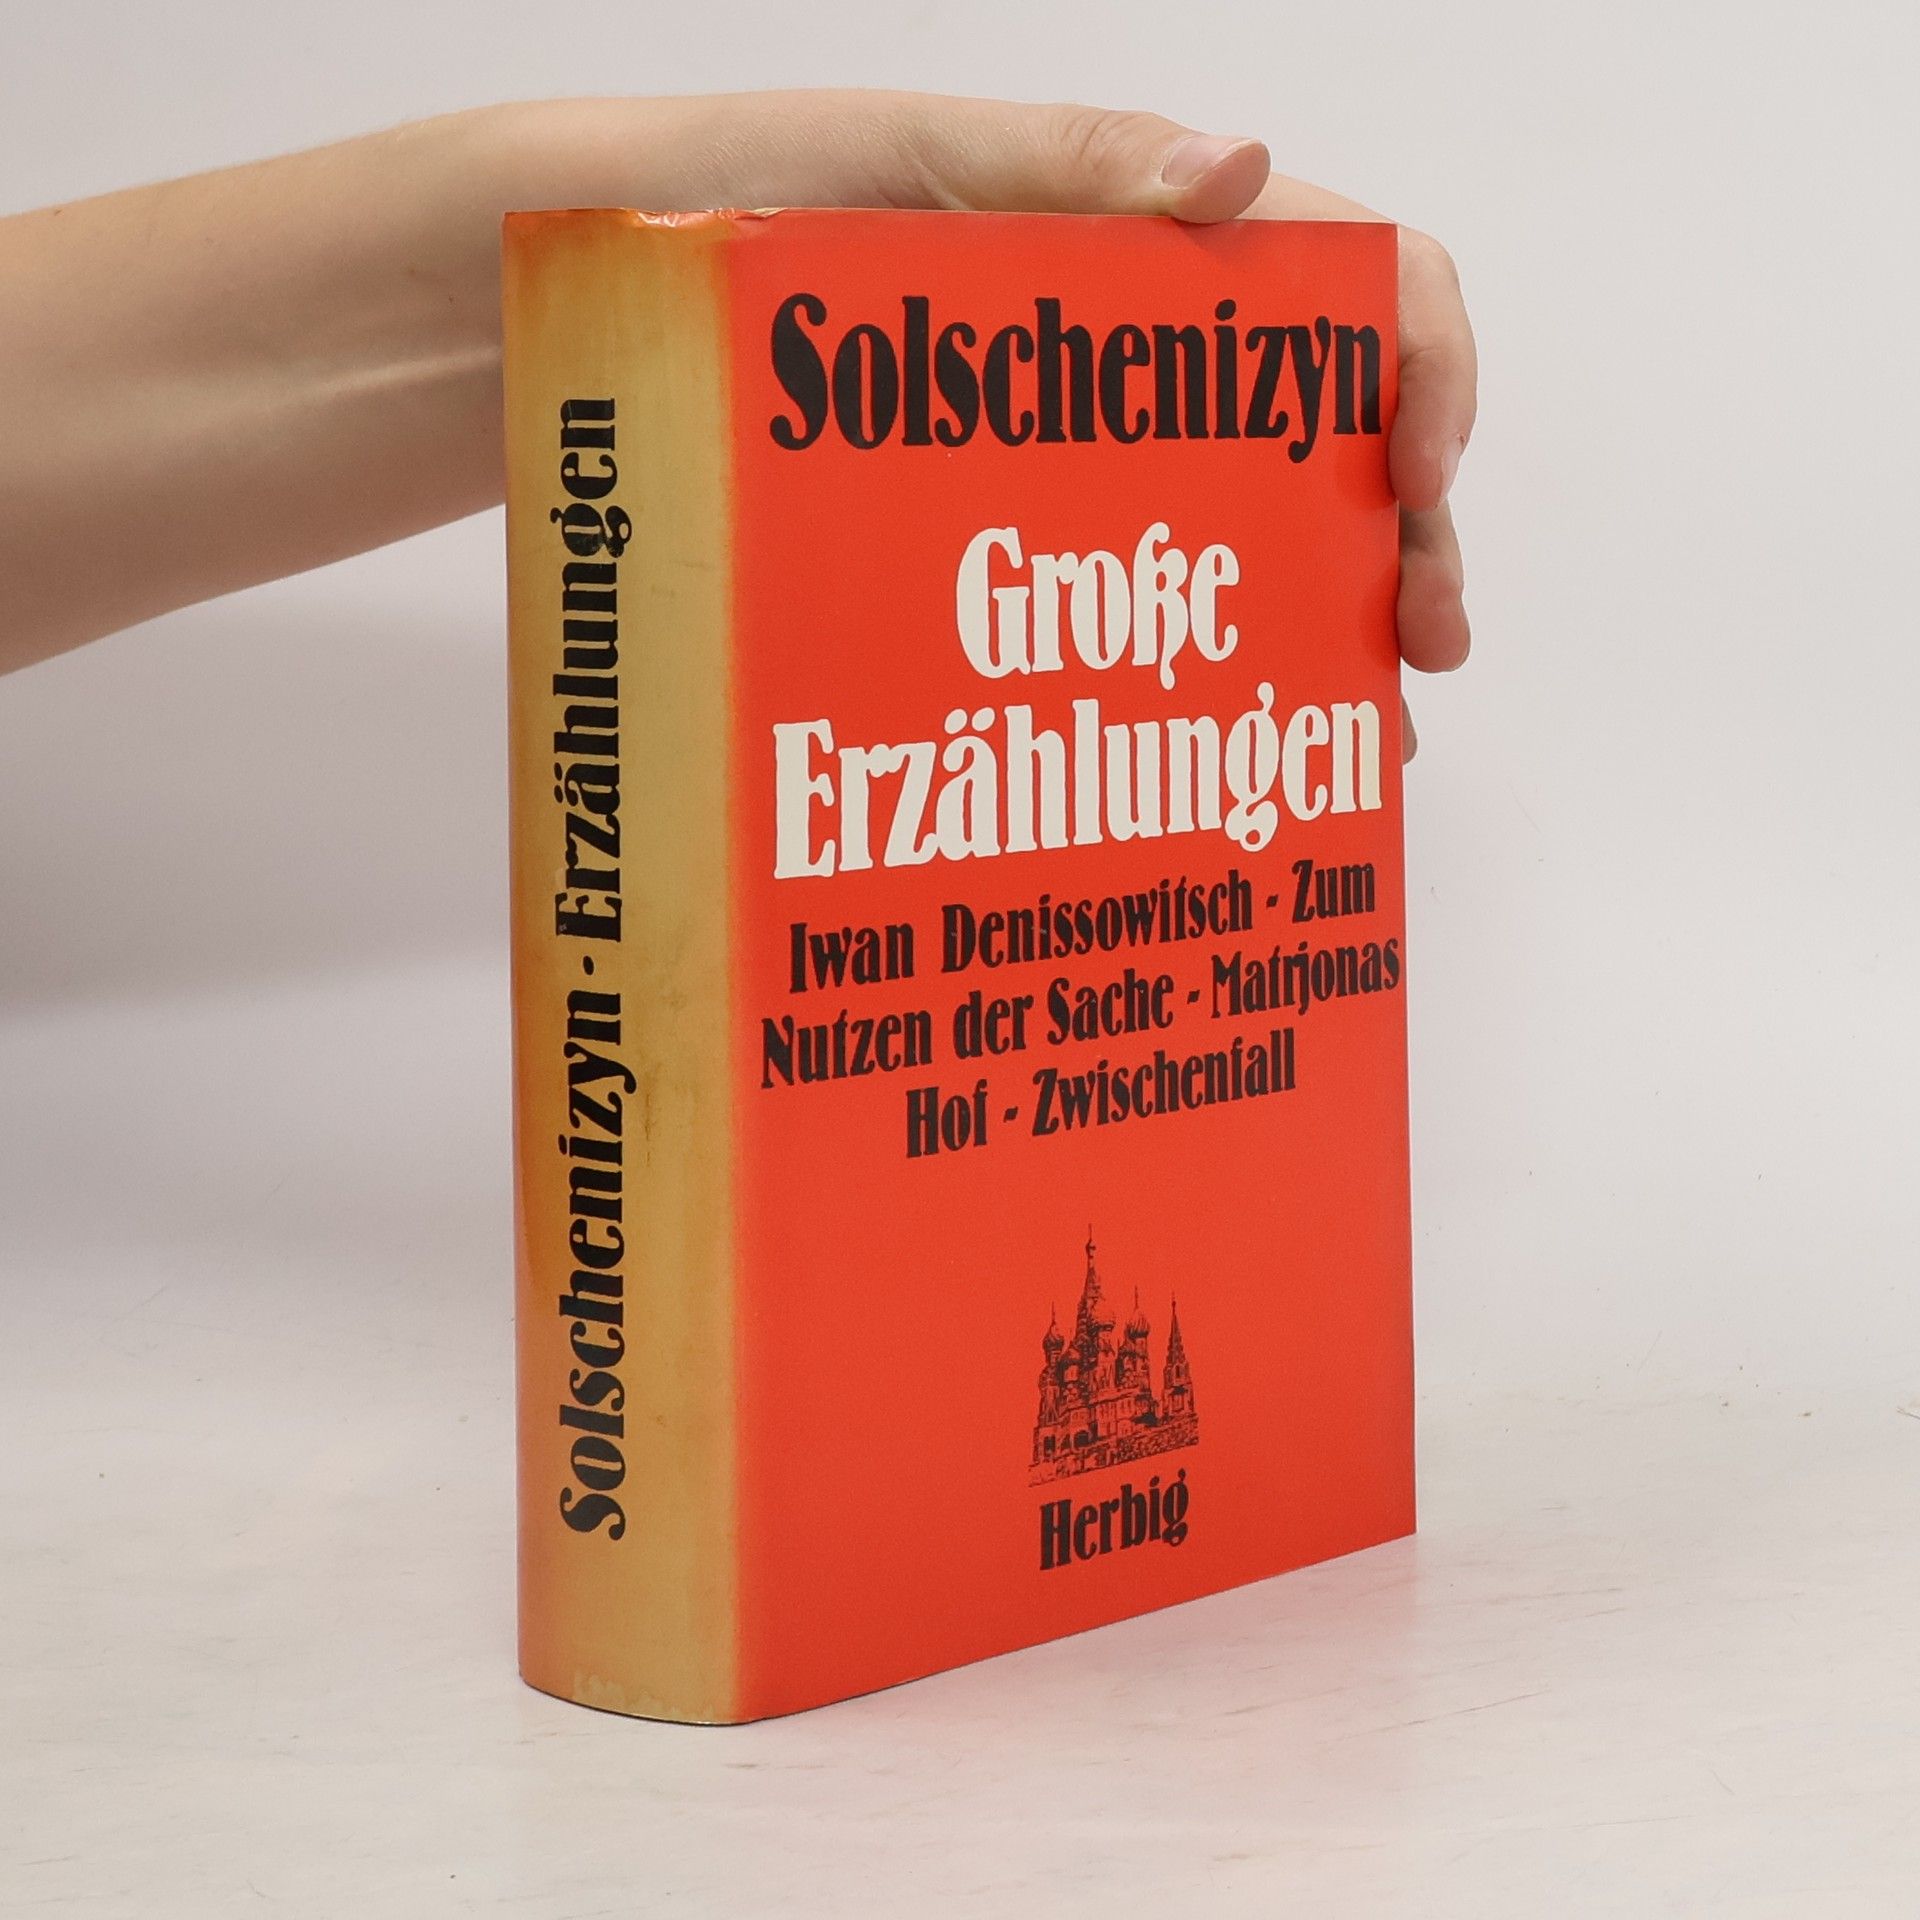 Solschenizyn · Erzählungen
Solschenizyn
Große
Erzählungen
Iwan Denissowitsch - Zum
Nutzen der Sache - Matrjonas
Hof - Zwischenfall
Herbig